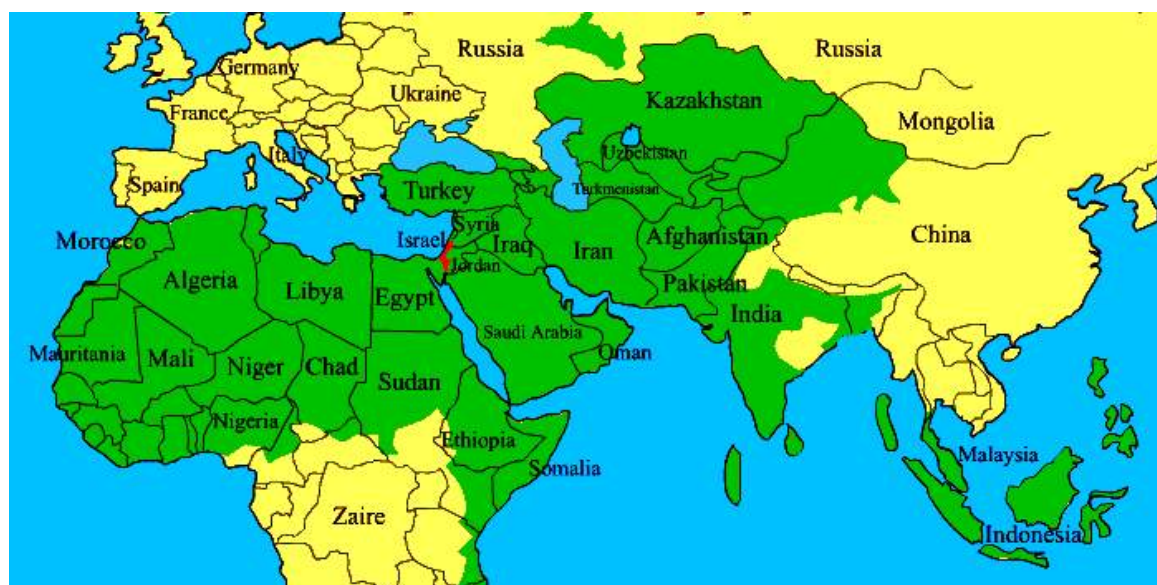 Russia
Russia
Germany
Ukraine
France
Kazakhstan
Mongolia
Italy
Uzbekistan
Spain
Turkey
Turkmenistan
Syria
Morocco
Israel
Iraq
Iran
Afghanistan
China
Jordan
Algeria
Libya
Egypt
Pakistan
India
Saudi Arabia
Mauritania
Mali
Niger
Chad
Sudan
Oman
Nigeria
Ethiopia
Somalia
Malaysia
Zaire
Indonesia